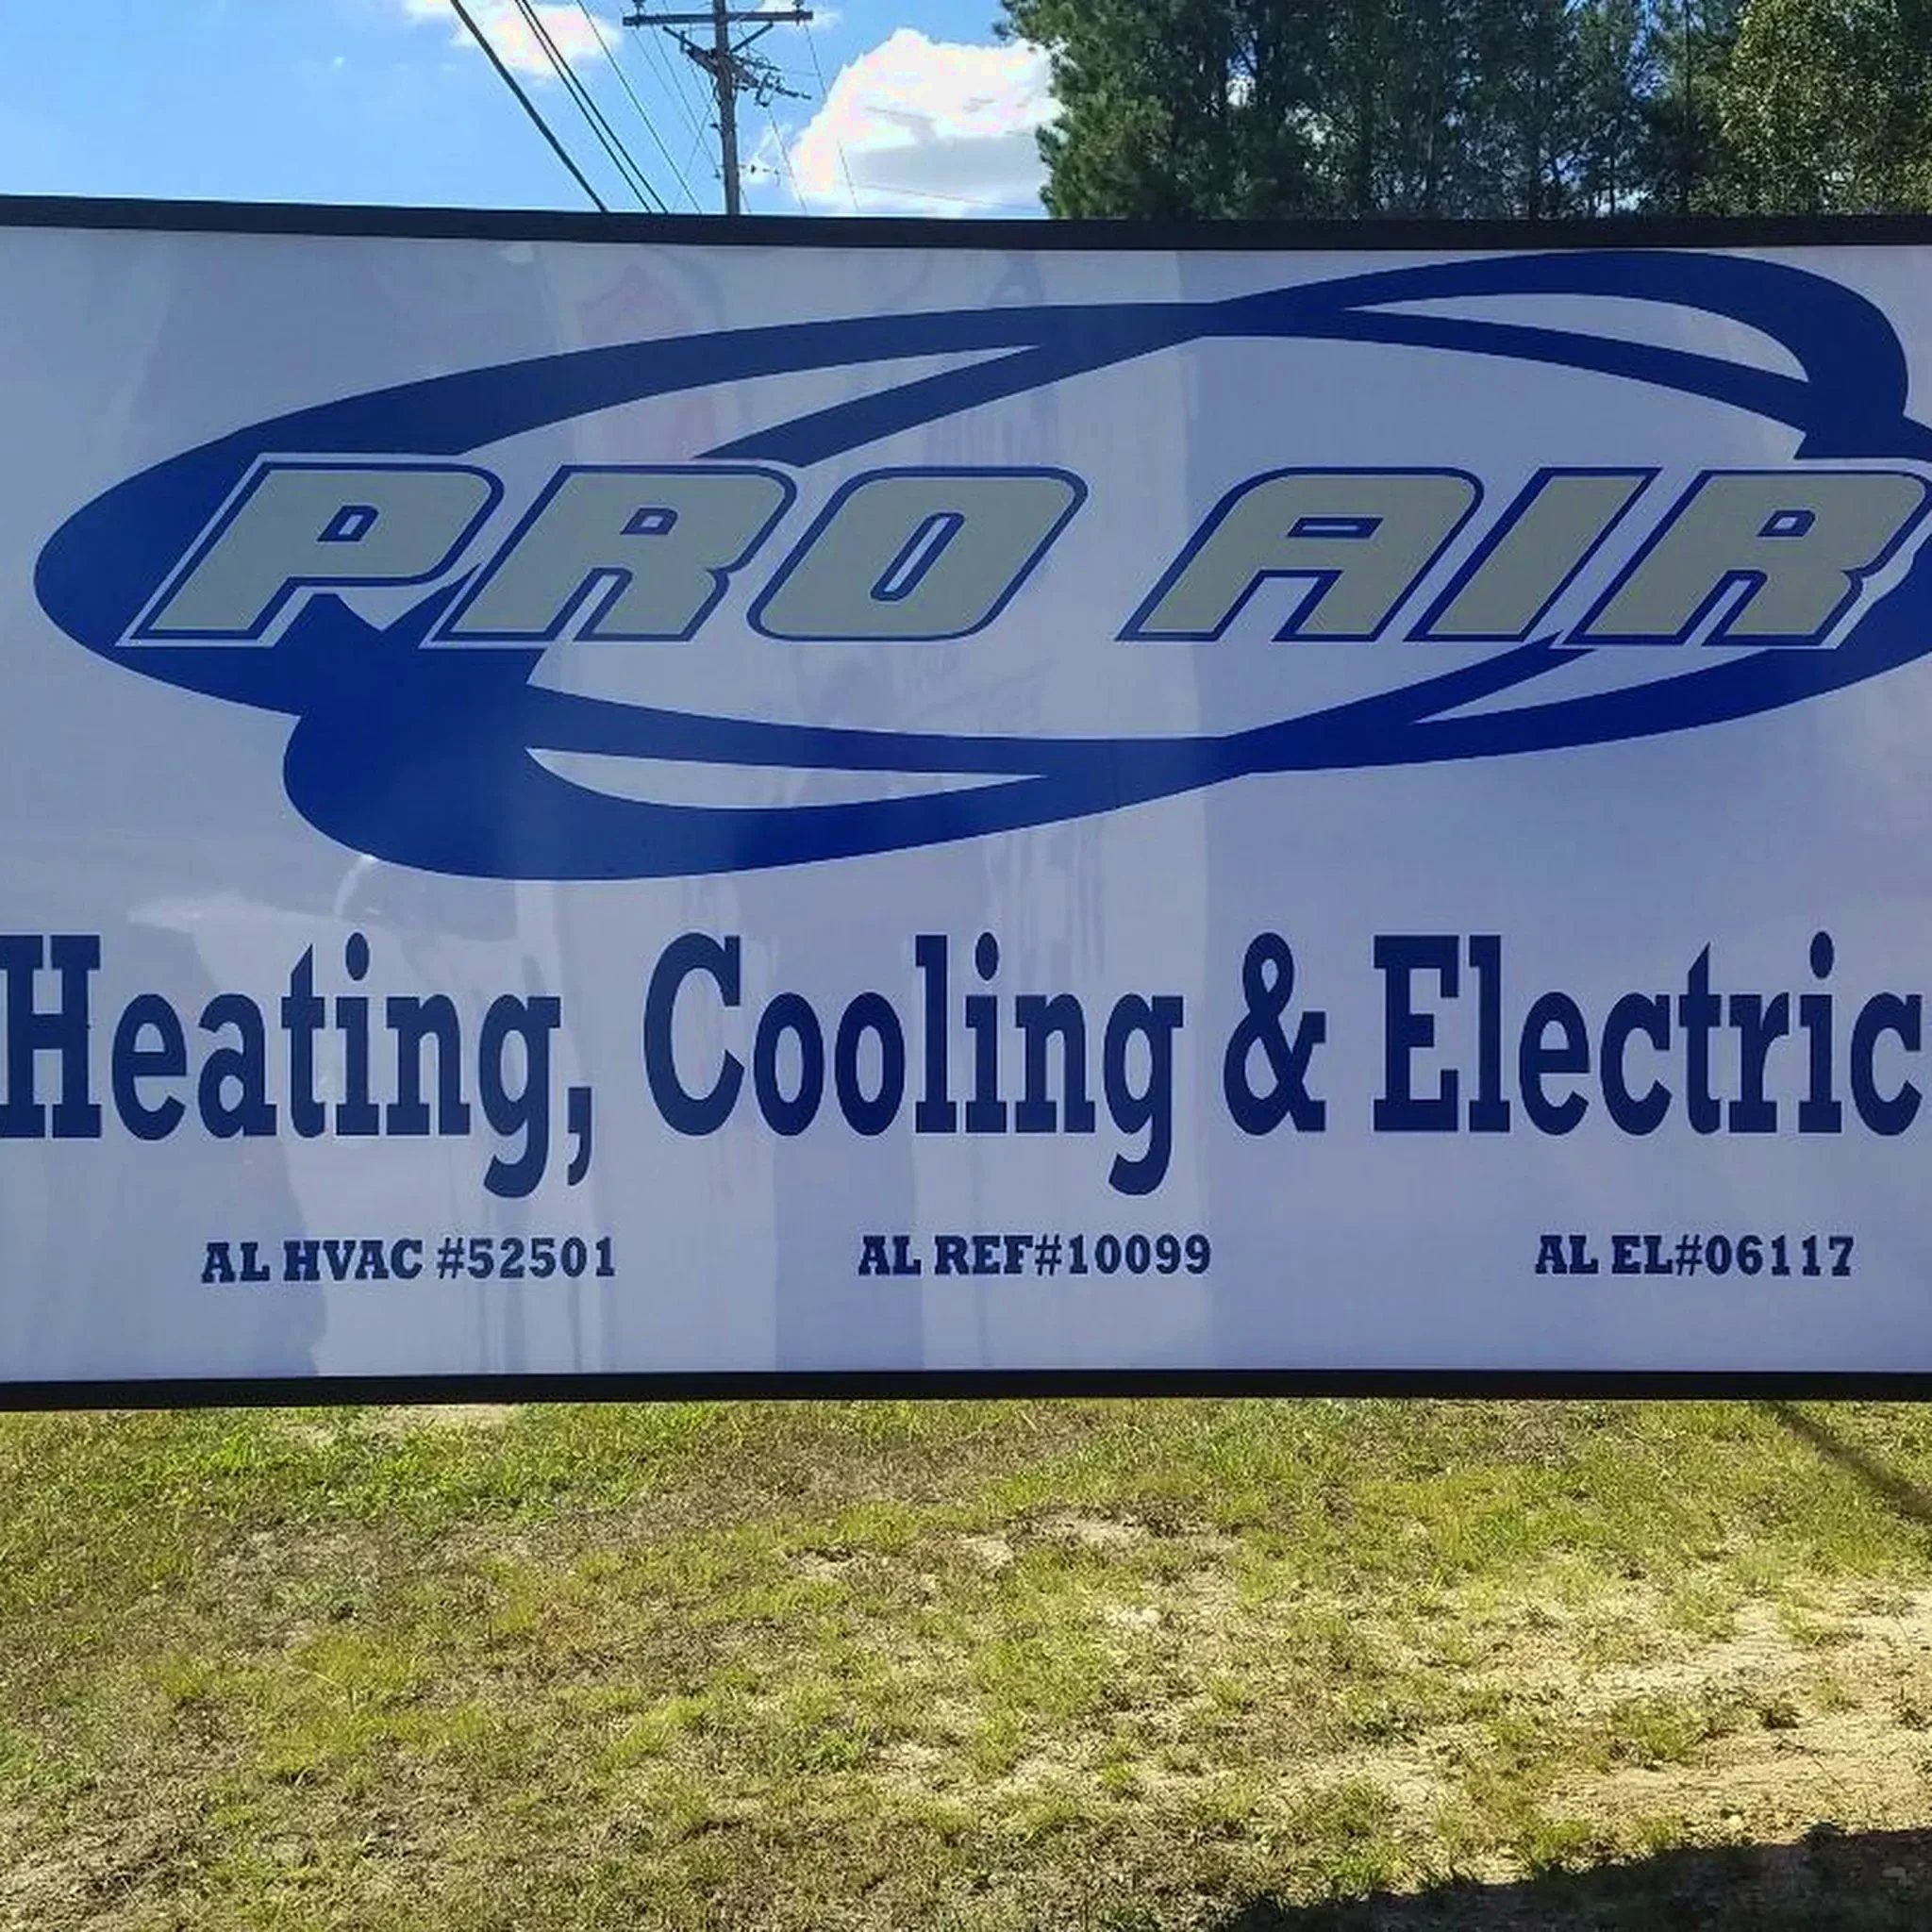 PRO AIR
Heating, Cooling & Electric
AL HVAC #52501 AL REF#10099 AL EL#06117